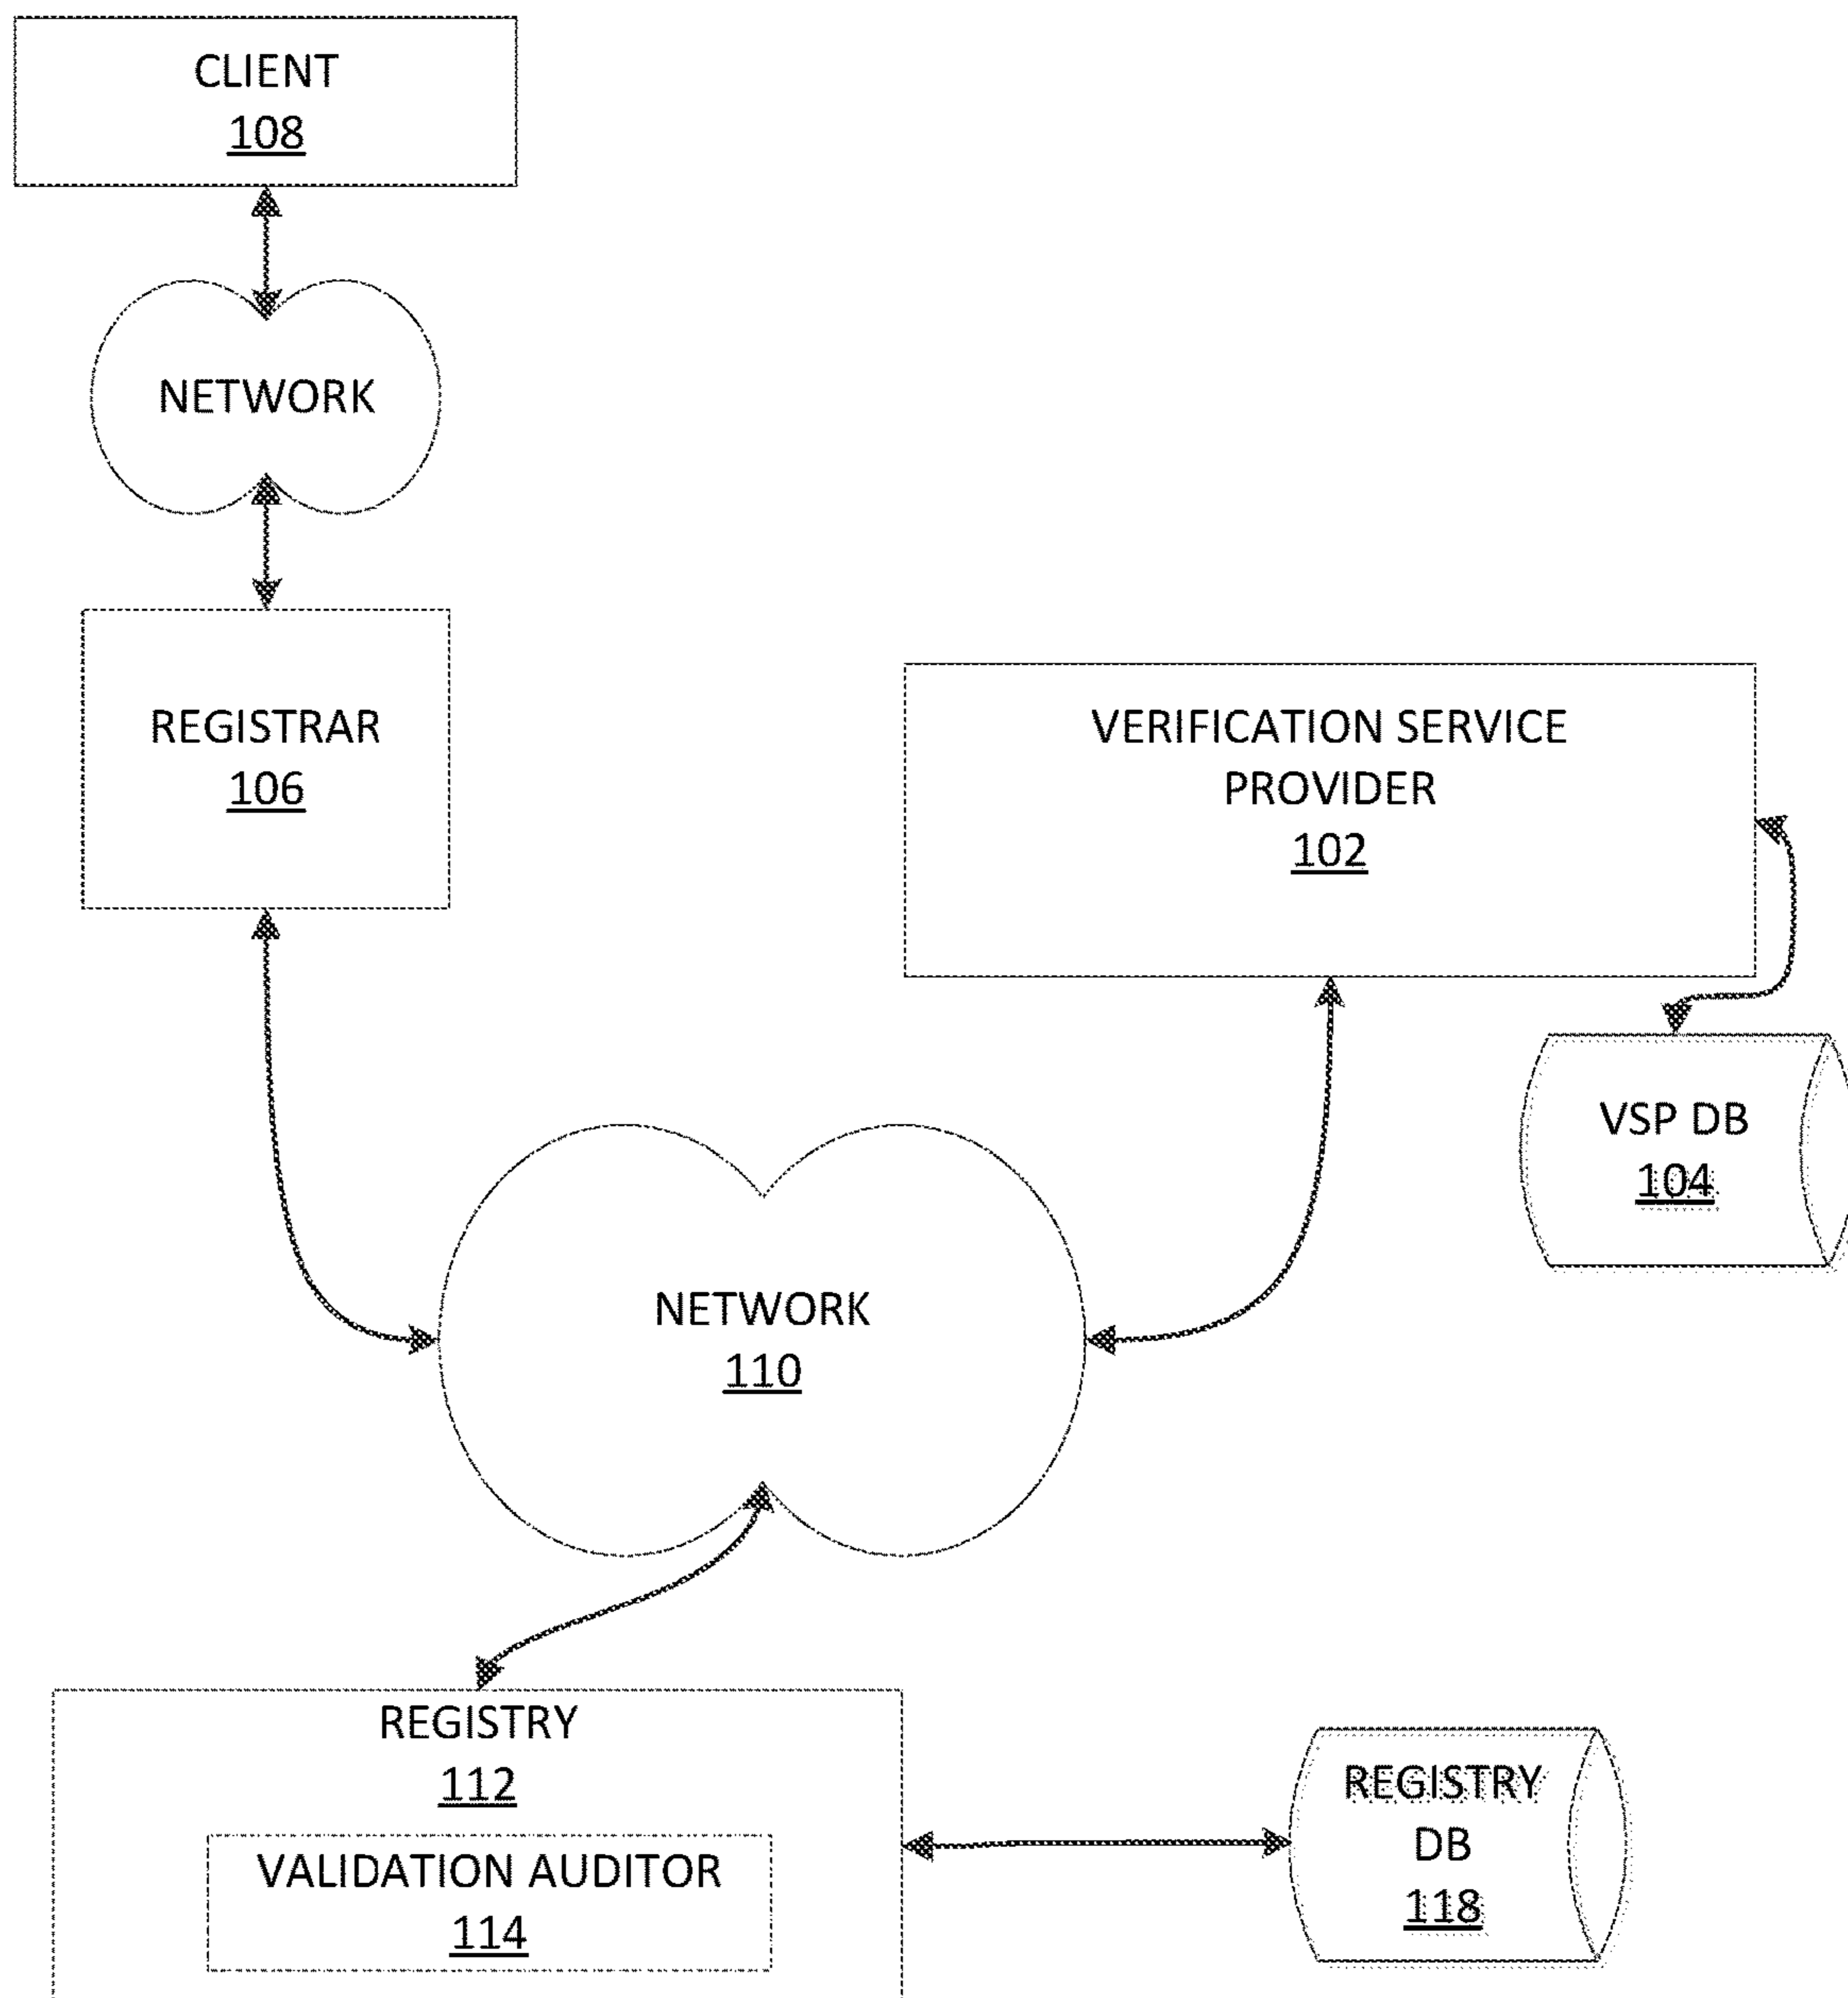 CLIENT
108
NETWORK
REGISTRAR
106
VERIFICATION SERVICE
PROVIDER
102
VSP DB
104
NETWORK
110
REGISTRY
112
VALIDATION AUDITOR
114
REGISTRY
DB
118